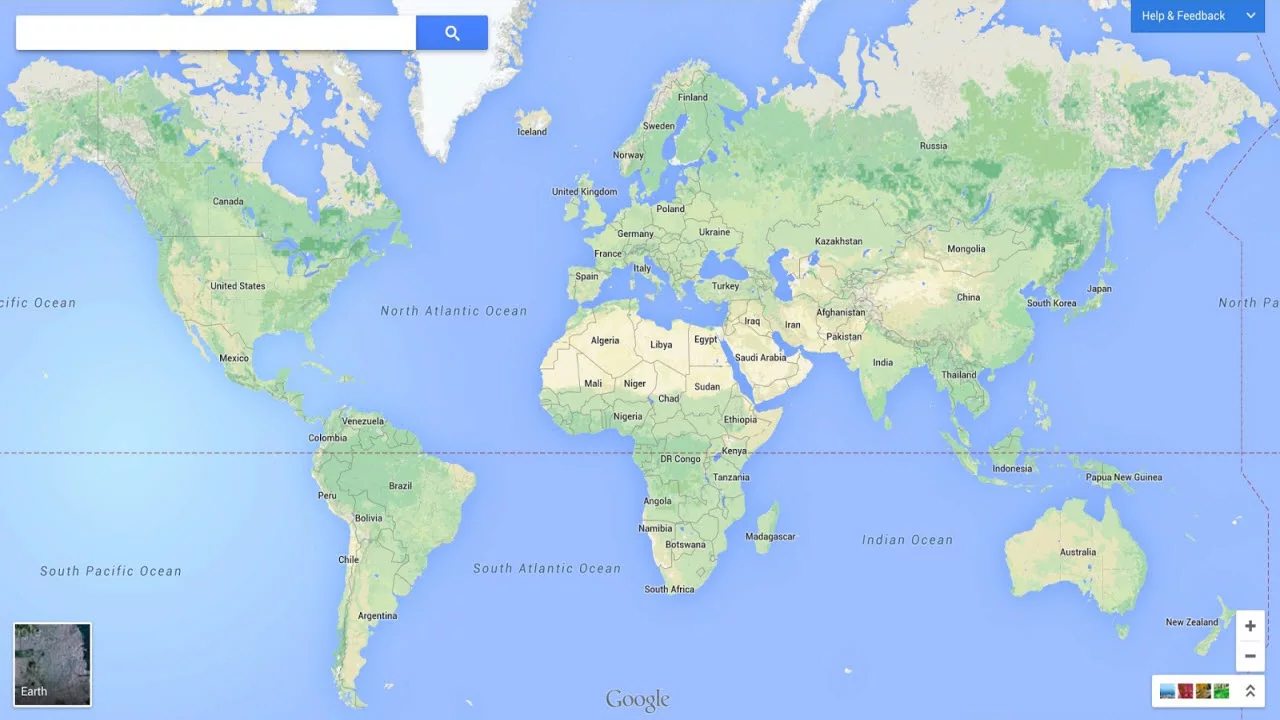 Help & Feedback
Finland
Iceland
Sweden
Russia
Norway
United Kingdom
Canada
Poland
Ukraine
Germany
Kazakhstan
Mongolia
France
Italy
Spain
United States
Turkey
Japan
China
cific Ocean
South Korea
North Pa
North Atlantic Ocean
Afghanistan
Iraq
Iran
Pakistan
Algeria
Libya
Egypt
Mexico
Saudi Arabia
India
Thailand
Mali
Niger
Sudan
Chad
Nigeria
Ethiopia
Venezuela
Colombia
Kenya
DR Congo
Indonesia
Tanzania
Papua New Guinea
Brazil
Peru
Angola
Bolivia
Namibia
Madagascar
Indian Ocean
Botswana
Australia
Chile
South Pacific Ocean
South Atlantic Ocean
South Africa
Argentina
New Zealand
Earth
Google